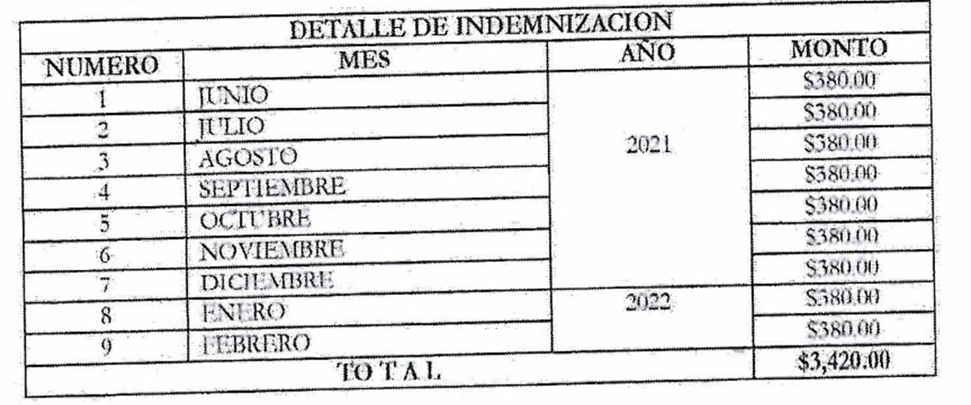 DETALLE DE INDEMNIZACION
NUMERO MES AÑO MONTO
1 JUNIO $380.00
2 JULIO $380.00
3 AGOSTO 2021 $380.00
4 SEPTIEMBRE $380.00
5 OCTUBRE $380.00
6 NOVIEMBRE $380.00
7 DICIEMBRE $380.00
8 ENERO 2022 $380.00
9 FEBRERO $380.00
TOTAL $3,420.00